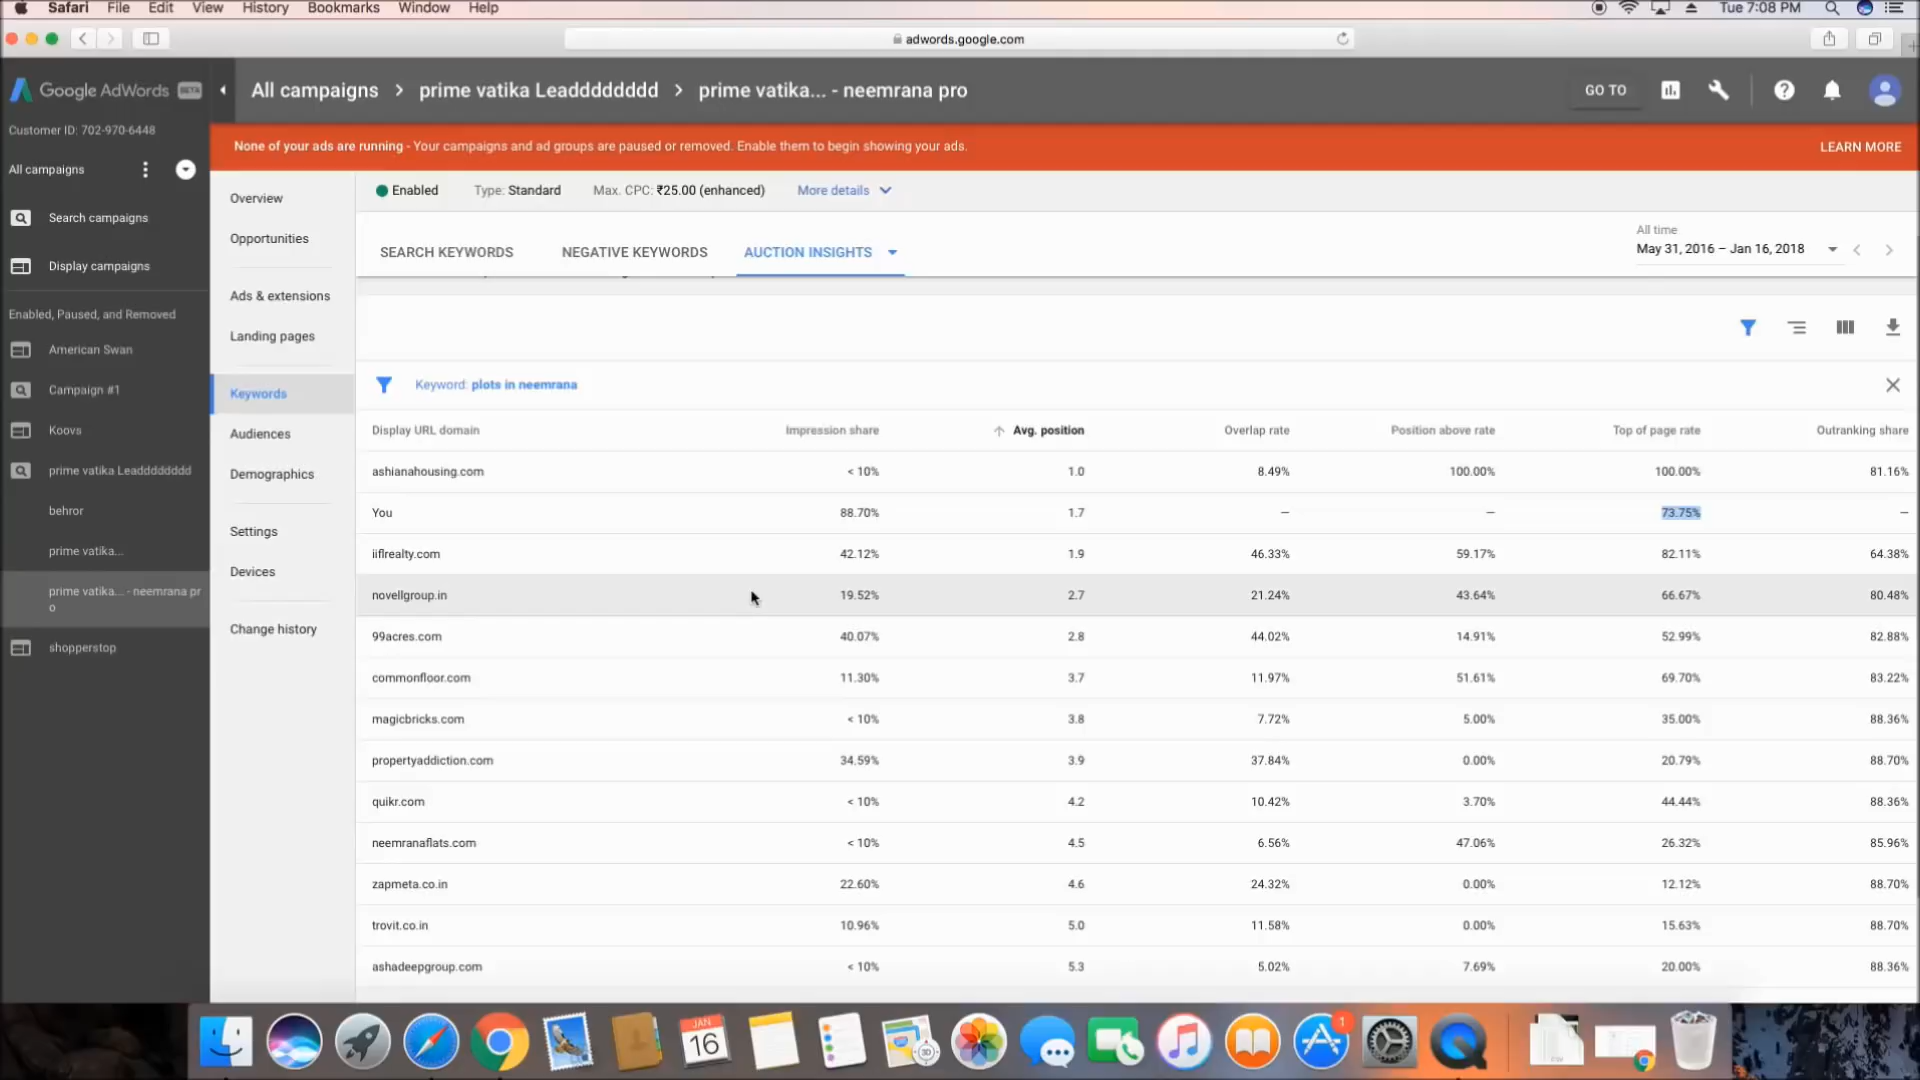 Safari File Edit View History Bookmarks Window Help Tue 7:08 PM
adwords.google.com
Google AdWords BETA
All campaigns > prime vatika Leadddddddd > prime vatika... - neemrana pro
GO TO
Customer ID: 702-970-6448
None of your ads are running - Your campaigns and ad groups are paused or removed. Enable them to begin showing your ads.
LEARN MORE
All campaigns
Search campaigns
Display campaigns
Enabled, Paused, and Removed
American Swan
Campaign #1
Koovs
prime vatika Leadddddddd
behror
prime vatika...
prime vatika... - neemrana pr
o
shopperstop
Overview
Opportunities
Ads & extensions
Landing pages
Keywords
Audiences
Demographics
Settings
Devices
Change history
Enabled Type: Standard Max. CPC: ₹25.00 (enhanced) More details
SEARCH KEYWORDS NEGATIVE KEYWORDS AUCTION INSIGHTS
All time
May 31, 2016 – Jan 16, 2018
Keyword: plots in neemrana
Display URL domain Impression share Avg. position Overlap rate Position above rate Top of page rate Outranking share
ashianahousing.com < 10% 1.0 8.49% 100.00% 100.00% 81.16%
You 88.70% 1.7 – – 73.75% –
iiflrealty.com 42.12% 1.9 46.33% 59.17% 82.11% 64.38%
novellgroup.in 19.52% 2.7 21.24% 43.64% 66.67% 80.48%
99acres.com 40.07% 2.8 44.02% 14.91% 52.99% 82.88%
commonfloor.com 11.30% 3.7 11.97% 51.61% 69.70% 83.22%
magicbricks.com < 10% 3.8 7.72% 5.00% 35.00% 88.36%
propertyaddiction.com 34.59% 3.9 37.84% 0.00% 20.79% 88.70%
quikr.com < 10% 4.2 10.42% 3.70% 44.44% 88.36%
neemranaflats.com < 10% 4.5 6.56% 47.06% 26.32% 85.96%
zapmeta.co.in 22.60% 4.6 24.32% 0.00% 12.12% 88.70%
trovit.co.in 10.96% 5.0 11.58% 0.00% 15.63% 88.70%
ashadeepgroup.com < 10% 5.3 5.02% 7.69% 20.00% 88.36%
JAN
16
3D
1